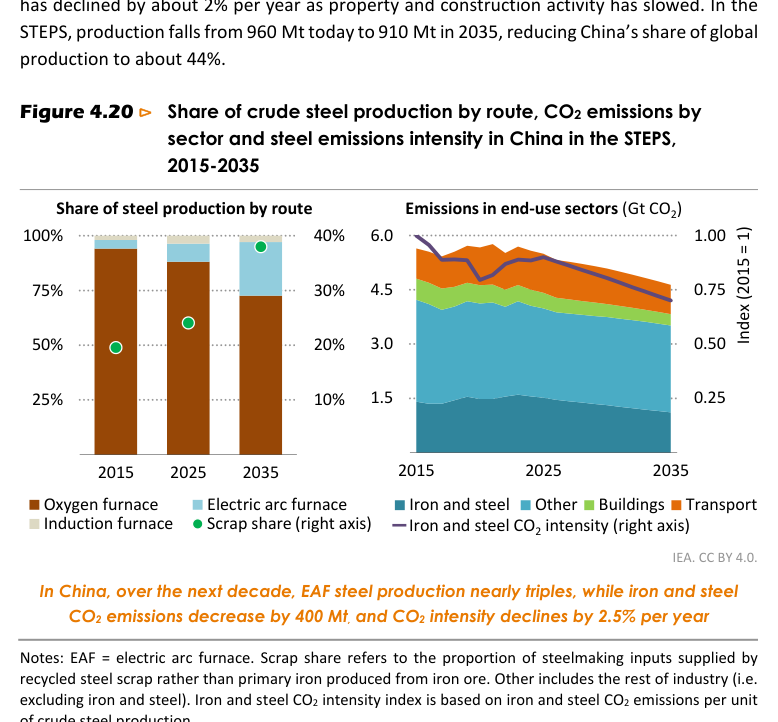 has declined by about 2% per year as property and construction activity has slowed. In the
STEPS, production falls from 960 Mt today to 910 Mt in 2035, reducing China's share of global
production to about 44%.
Figure 4.20 ▻ Share of crude steel production by route, CO₂ emissions by
sector and steel emissions intensity in China in the STEPS,
2015-2035
Share of steel production by route
100% 40%
75% 30%
50% 20%
25% 10%
2015 2025 2035
Oxygen furnace Electric arc furnace
Induction furnace Scrap share (right axis)
Emissions in end-use sectors (Gt CO₂)
6.0 1.00
4.5 0.75
3.0 0.50
1.5 0.25
Index (2015 = 1)
2015 2025 2035
Iron and steel Other Buildings Transport
Iron and steel CO₂ intensity (right axis)
IEA. CC BY 4.0.
In China, over the next decade, EAF steel production nearly triples, while iron and steel
CO₂ emissions decrease by 400 Mt, and CO₂ intensity declines by 2.5% per year
Notes: EAF = electric arc furnace. Scrap share refers to the proportion of steelmaking inputs supplied by
recycled steel scrap rather than primary iron produced from iron ore. Other includes the rest of industry (i.e.
excluding iron and steel). Iron and steel CO₂ intensity index is based on iron and steel CO₂ emissions per unit
of crude steel production.